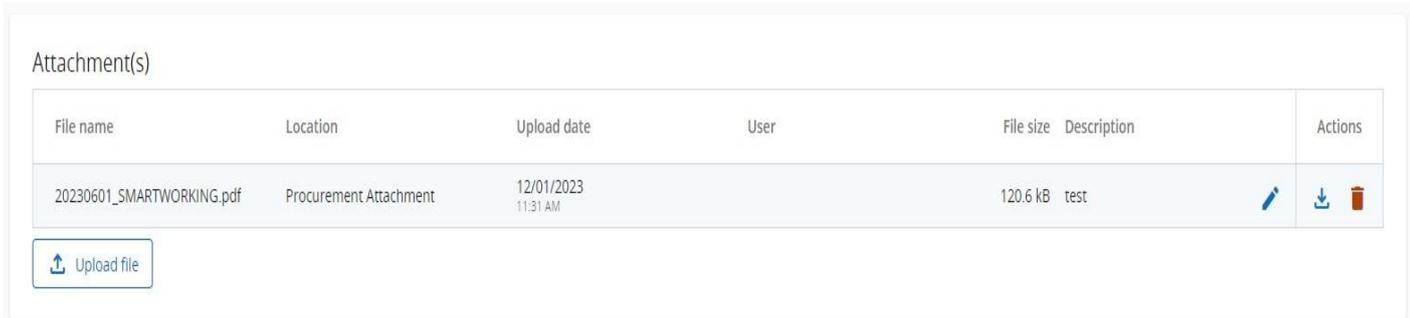 Attachment(s)
File name Location Upload date User File size Description Actions
20230601_SMARTWORKING.pdf Procurement Attachment 12/01/2023 120.6 kB test
11:31 AM
Upload file